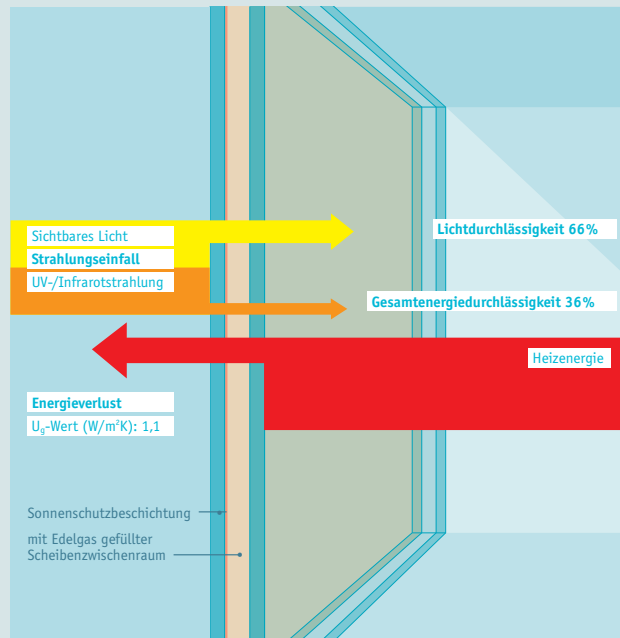 Sichtbares Licht
Strahlungseinfall
UV-/Infrarotstrahlung
Lichtdurchlässigkeit 66%
Gesamtenergiedurchlässigkeit 36%
Heizenergie
Energieverlust
Ug-Wert (W/m²K): 1,1
Sonnenschutzbeschichtung
mit Edelgas gefüllter
Scheibenzwischenraum